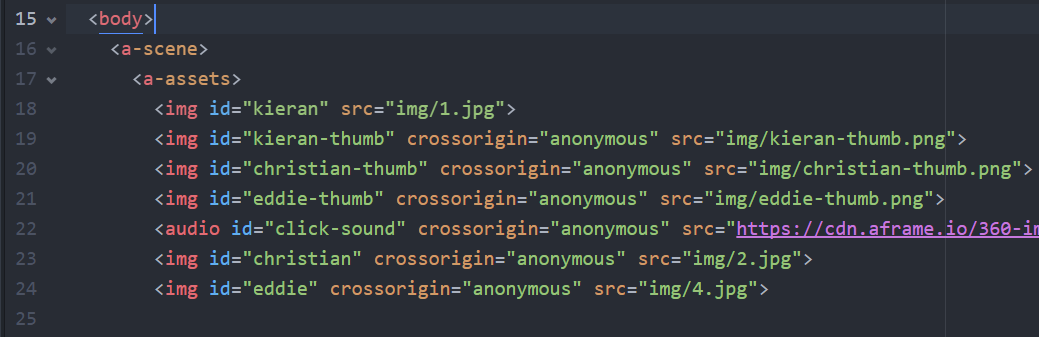 15 <body>
16 <a-scene>
17 <a-assets>
18 <img id="kieran" src="img/1.jpg">
19 <img id="kieran-thumb" crossorigin="anonymous" src="img/kieran-thumb.png">
20 <img id="christian-thumb" crossorigin="anonymous" src="img/christian-thumb.png">
21 <img id="eddie-thumb" crossorigin="anonymous" src="img/eddie-thumb.png">
22 <audio id="click-sound" crossorigin="anonymous" src="https://cdn.aframe.io/360-im
23 <img id="christian" crossorigin="anonymous" src="img/2.jpg">
24 <img id="eddie" crossorigin="anonymous" src="img/4.jpg">
25